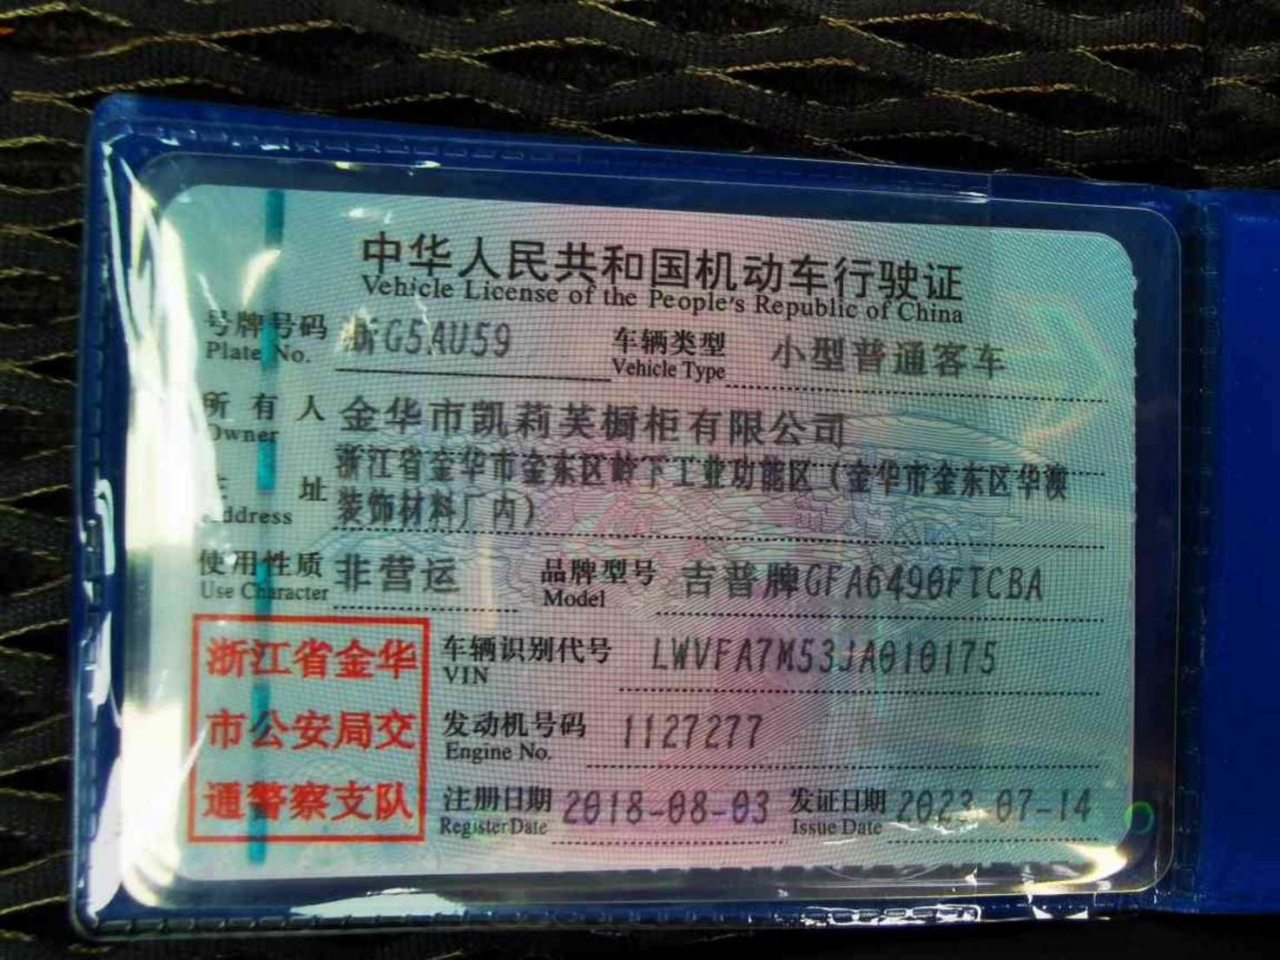 中华人民共和国机动车行驶证
Vehicle License of the People's Republic of China
号牌号码 浙G5AU59 车辆类型 小型普通客车
Plate No. Vehicle Type
所有人 金华市凯莉芙橱柜有限公司
Owner
浙江省金华市金东区岭下工业功能区（金华市金东区华澳
住址 装饰材料厂内）
Address
使用性质 非营运 品牌型号 吉普牌GFA6490FTCBA
Use Character Model
浙江省金华
市公安局交
通警察支队
车辆识别代号 LWVFA7M53JA010175
VIN
发动机号码 1127277
Engine No.
注册日期 2018-08-03 发证日期 2023-07-14
Register Date Issue Date